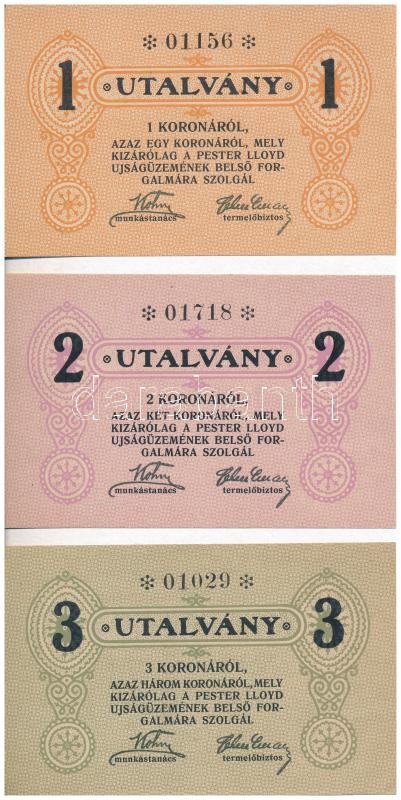 * 01156 *
1 UTALVÁNY 1
1 KORONÁRÓL,
AZAZ EGY KORONÁRÓL, MELY
KIZÁRÓLAG A PESTER LLOYD
UJSÁGÜZEMÉNEK BELSŐ FOR-
GALMÁRA SZOLGÁL
munkástanács termelőbiztos
* 01718 *
2 UTALVÁNY 2
2 KORONÁRÓL,
AZAZ KÉT KORONÁRÓL, MELY
KIZÁRÓLAG A PESTER LLOYD
UJSÁGÜZEMÉNEK BELSŐ FOR-
GALMÁRA SZOLGÁL
munkástanács termelőbiztos
darabanth
* 01029 *
3 UTALVÁNY 3
3 KORONÁRÓL,
AZAZ HÁROM KORONÁRÓL, MELY
KIZÁRÓLAG A PESTER LLOYD
UJSÁGÜZEMÉNEK BELSŐ FOR-
GALMÁRA SZOLGÁL
munkástanács termelőbiztos